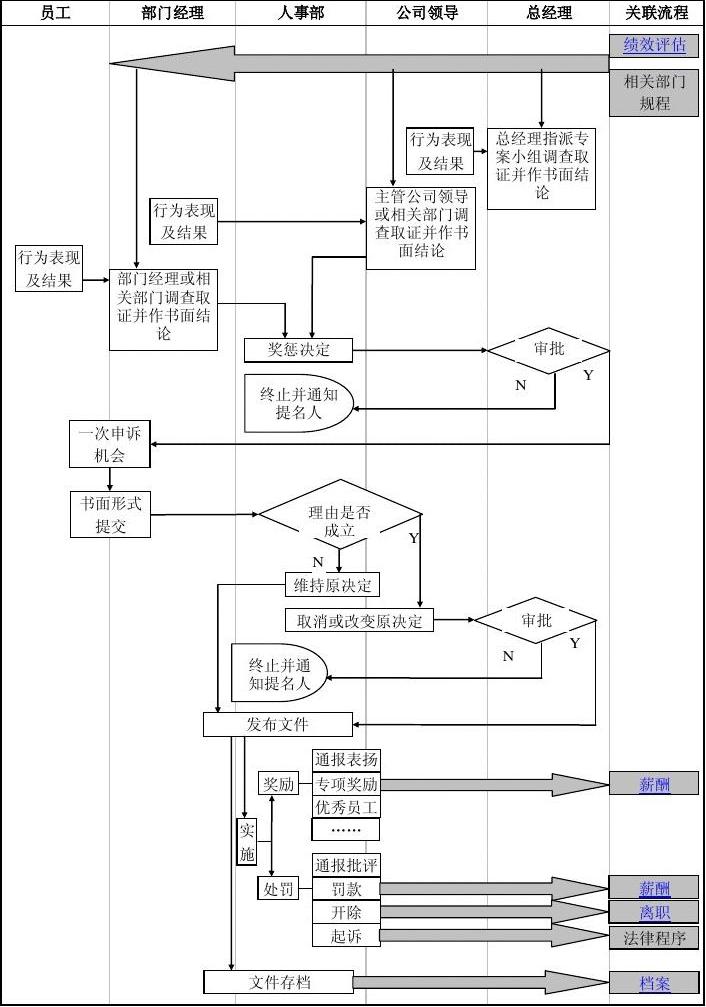 员工 部门经理 人事部 公司领导 总经理 关联流程
绩效评估
相关部门
规程
行为表现
及结果
总经理指派专
案小组调查取
证并作书面结
论
行为表现
及结果
主管公司领导
或相关部门调
查取证并作书
面结论
行为表现
及结果
部门经理或相
关部门调查取
证并作书面结
论
奖惩决定
审批
N
Y
终止并通知
提名人
一次申诉
机会
书面形式
提交
理由是否
成立
Y
N
维持原决定
取消或改变原决定
审批
Y
N
终止并通
知提名人
发布文件
通报表扬
奖励
专项奖励
薪酬
优秀员工
……
实
施
通报批评
处罚
罚款
薪酬
开除
离职
起诉
法律程序
文件存档
档案